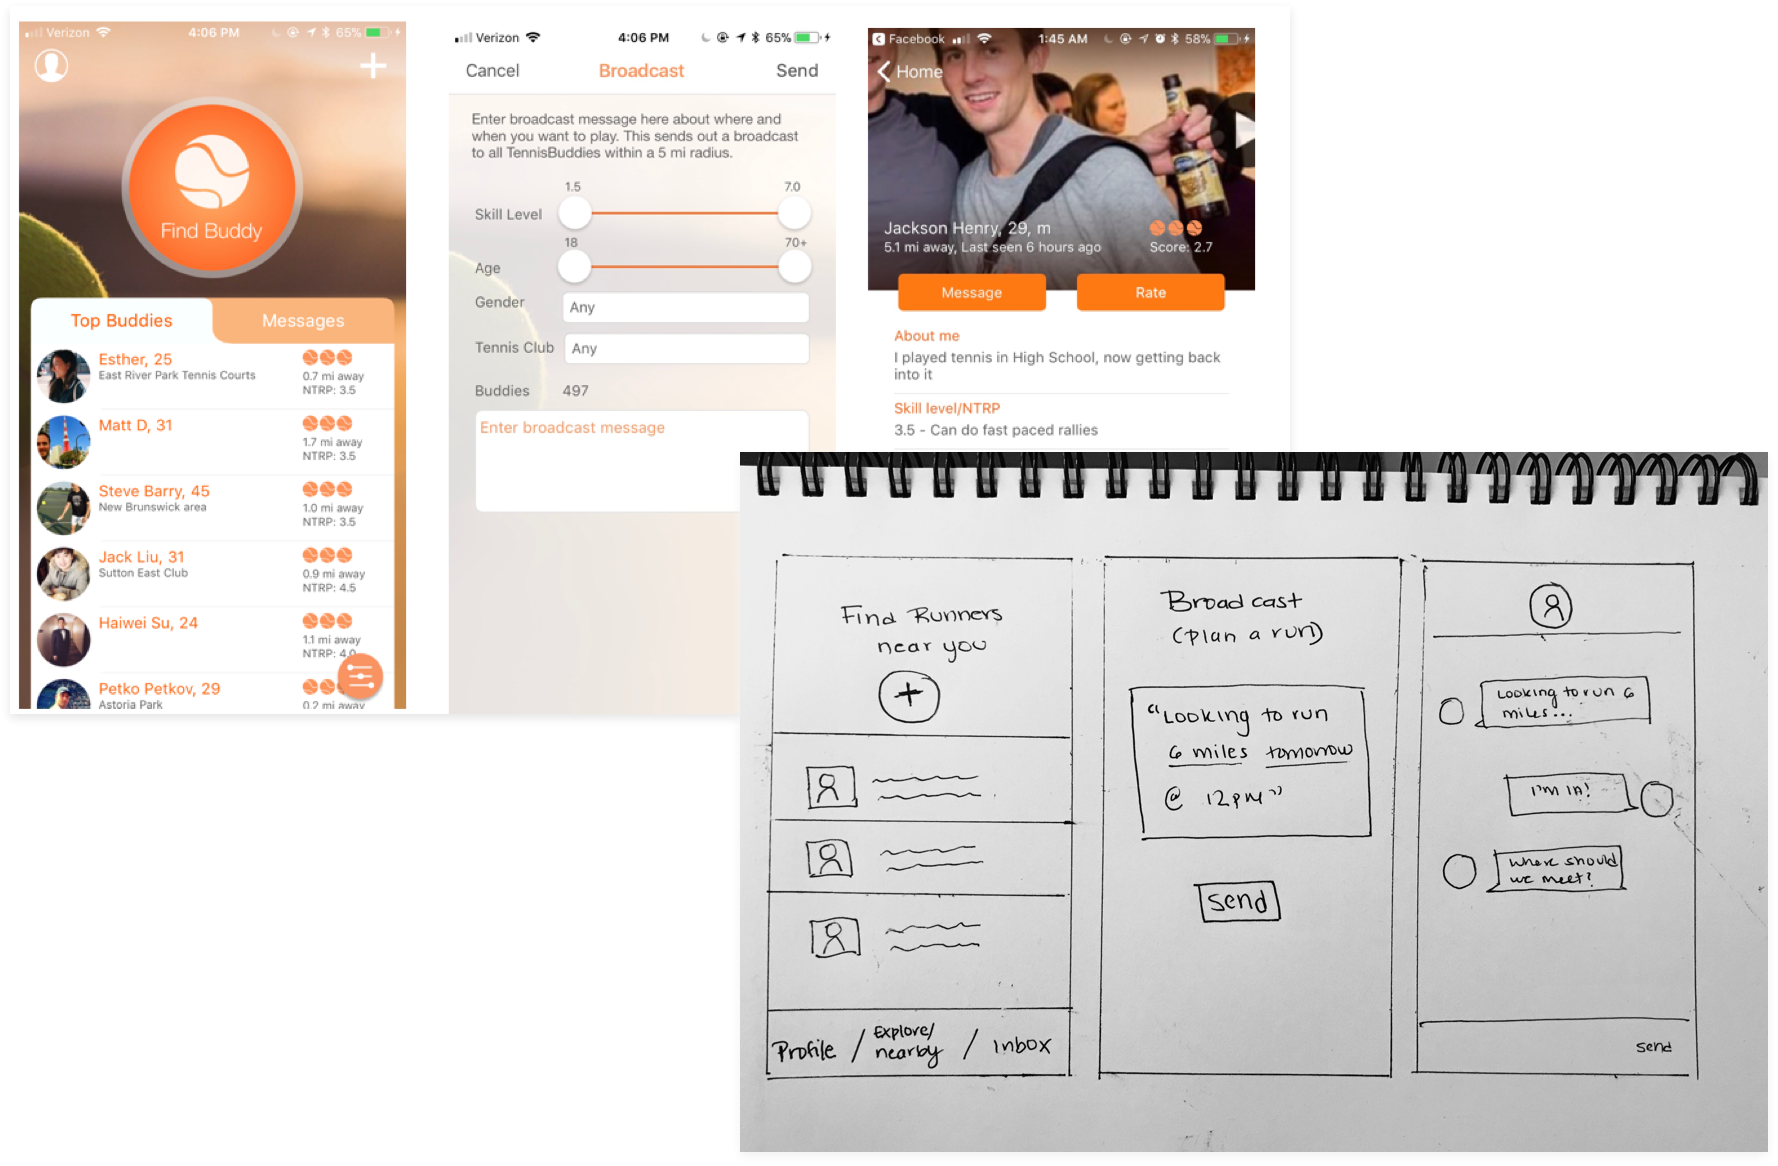 Verizon
4:06 PM
65%
Find Buddy
Top Buddies
Messages
Esther, 25
East River Park Tennis Courts
0.7 mi away
NTRP: 3.5
Matt D, 31
1.7 mi away
NTRP: 3.5
Steve Barry, 45
New Brunswick area
1.0 mi away
NTRP: 3.5
Jack Liu, 31
Sutton East Club
0.9 mi away
NTRP: 4.5
Haiwei Su, 24
1.1 mi away
NTRP: 4.0
Petko Petkov, 29
Astoria Park
0.2 mi away
Verizon
4:06 PM
65%
Cancel
Broadcast
Send
Enter broadcast message here about where and
when you want to play. This sends out a broadcast
to all TennisBuddies within a 5 mi radius.
1.5
7.0
Skill Level
18
70+
Age
Gender
Any
Tennis Club
Any
Buddies
497
Enter broadcast message
Facebook
1:45 AM
58%
Home
Jackson Henry, 29, m
5.1 mi away, Last seen 6 hours ago
Score: 2.7
Message
Rate
About me
I played tennis in High School, now getting back
into it
Skill level/NTRP
3.5 - Can do fast paced rallies
Find Runners
near you
+
Profile / Explore/
nearby / inbox
Broadcast
(plan a run)
"Looking to run
6 miles tomorrow
@ 12pm"
Send
Looking to run 6
miles...
I'm in!
Where should
we meet?
Send